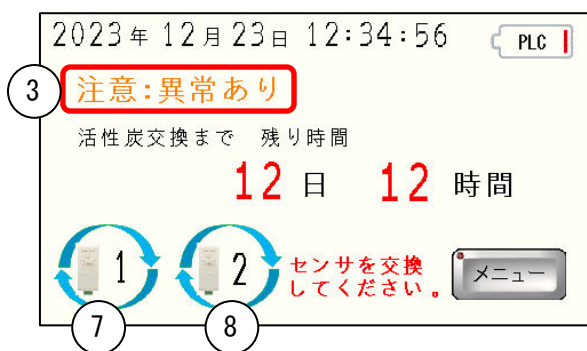 2023年 12月 23日 12:34:56 PLC
3 注意:異常あり
活性炭交換まで 残り時間
12 日 12 時間
1 2 センサを交換
してください。
メニュー
7 8